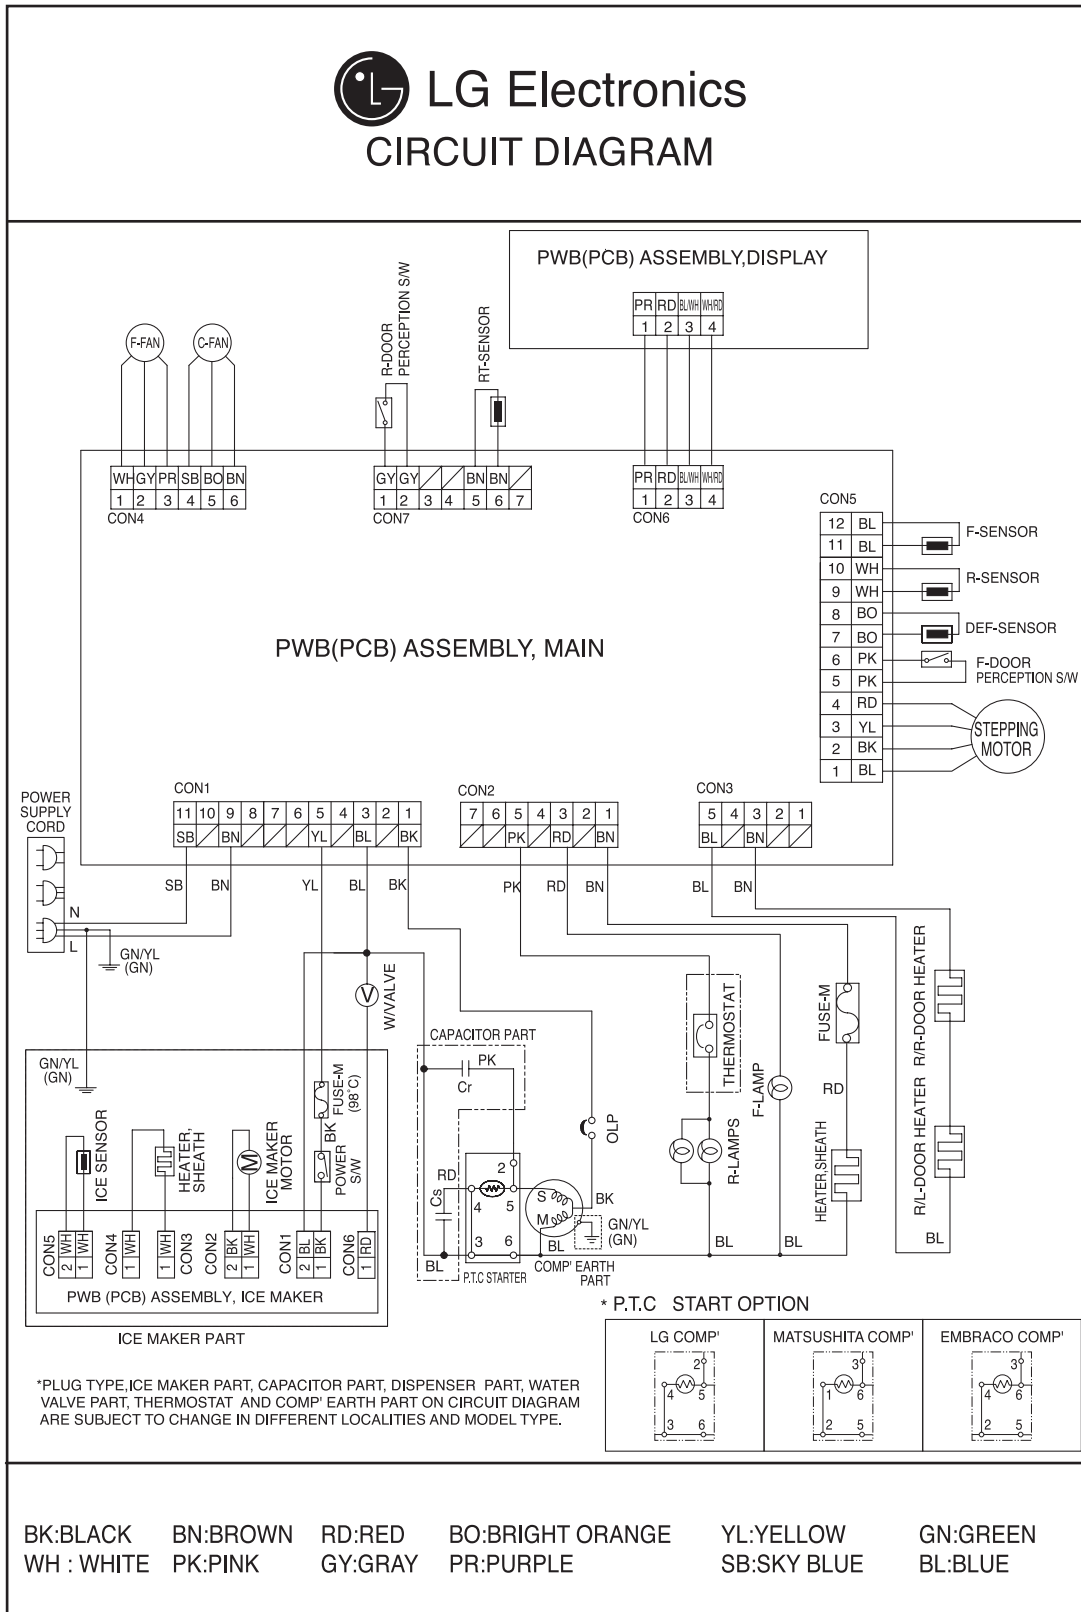 LG Electronics
CIRCUIT DIAGRAM
PWB(PCB) ASSEMBLY,DISPLAY
PR RD BL/WH WH/RD
1 2 3 4
F-FAN
C-FAN
R-DOOR
PERCEPTION S/W
RT-SENSOR
WH GY PR SB BO BN
1 2 3 4 5 6
CON4
GY GY BN BN
1 2 3 4 5 6 7
CON7
PR RD BL/WH WH/RD
1 2 3 4
CON6
CON5
12 BL
11 BL
10 WH
9 WH
8 BO
7 BO
6 PK
5 PK
4 RD
3 YL
2 BK
1 BL
F-SENSOR
R-SENSOR
DEF-SENSOR
F-DOOR
PERCEPTION S/W
STEPPING
MOTOR
PWB(PCB) ASSEMBLY, MAIN
POWER
SUPPLY
CORD
CON1
11 10 9 8 7 6 5 4 3 2 1
SB BN YL BL BK
CON2
7 6 5 4 3 2 1
PK RD BN
CON3
5 4 3 2 1
BL BN
SB BN YL BL BK PK RD BN BL BN
N
L
GN/YL
(GN)
W/VALVE
V
CAPACITOR PART
PK
Cr
THERMOSTAT
F-LAMP
FUSE-M
R/R-DOOR HEATER
GN/YL
(GN)
FUSE-M
(98°C)
BK
POWER
S/W
ICE SENSOR
HEATER,
SHEATH
M
ICE MAKER
MOTOR
OLP
R-LAMPS
RD
HEATER,SHEATH
R/L-DOOR HEATER
RD
Cs
2
4 5
3 6
S
M
BK
GN/YL
(GN)
BL
BL
BL
BL
BL
P.T.C STARTER
COMP' EARTH
PART
CON5
2 WH
1 WH
CON4
1 WH
1 WH
CON3
CON2
2 BK
1 WH
CON1
2 BL
1 BK
CON6
1 RD
PWB (PCB) ASSEMBLY, ICE MAKER
ICE MAKER PART
* P.T.C START OPTION
LG COMP'
2
4 5
3 6
MATSUSHITA COMP'
3
1 6
2 5
EMBRACO COMP'
3
4 6
2 5
*PLUG TYPE,ICE MAKER PART, CAPACITOR PART, DISPENSER PART, WATER
VALVE PART, THERMOSTAT AND COMP' EARTH PART ON CIRCUIT DIAGRAM
ARE SUBJECT TO CHANGE IN DIFFERENT LOCALITIES AND MODEL TYPE.
BK:BLACK BN:BROWN RD:RED BO:BRIGHT ORANGE YL:YELLOW GN:GREEN
WH : WHITE PK:PINK GY:GRAY PR:PURPLE SB:SKY BLUE BL:BLUE